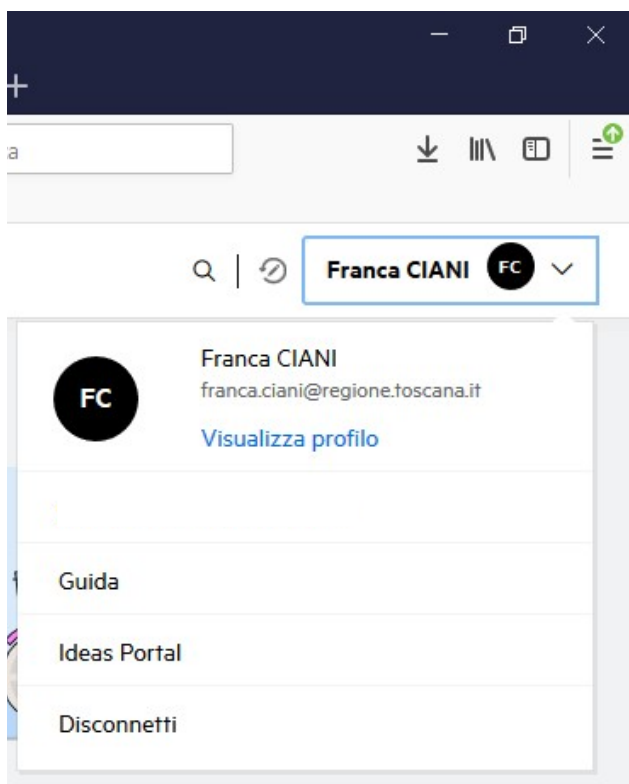 a
Franca CIANI FC
FC
Franca CIANI
franca.ciani@regione.toscana.it
Visualizza profilo
Guida
Ideas Portal
Disconnetti